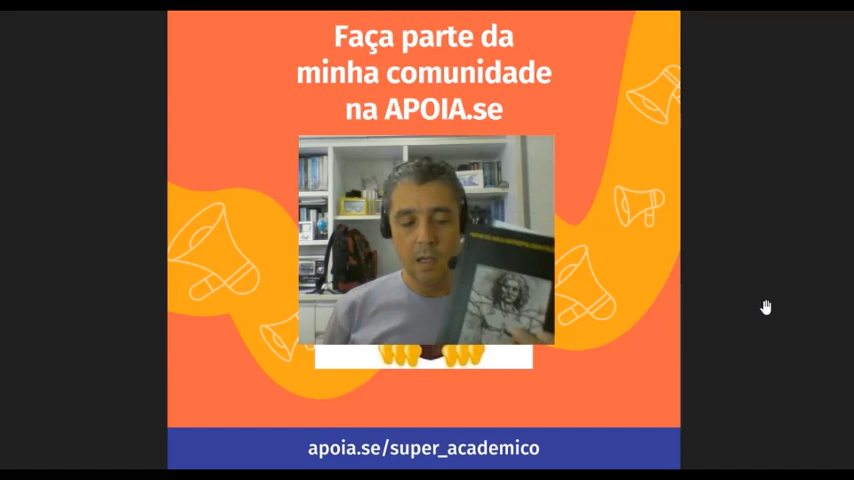 Faça parte da
minha comunidade
na APOIA.se
apoia.se/super_academico